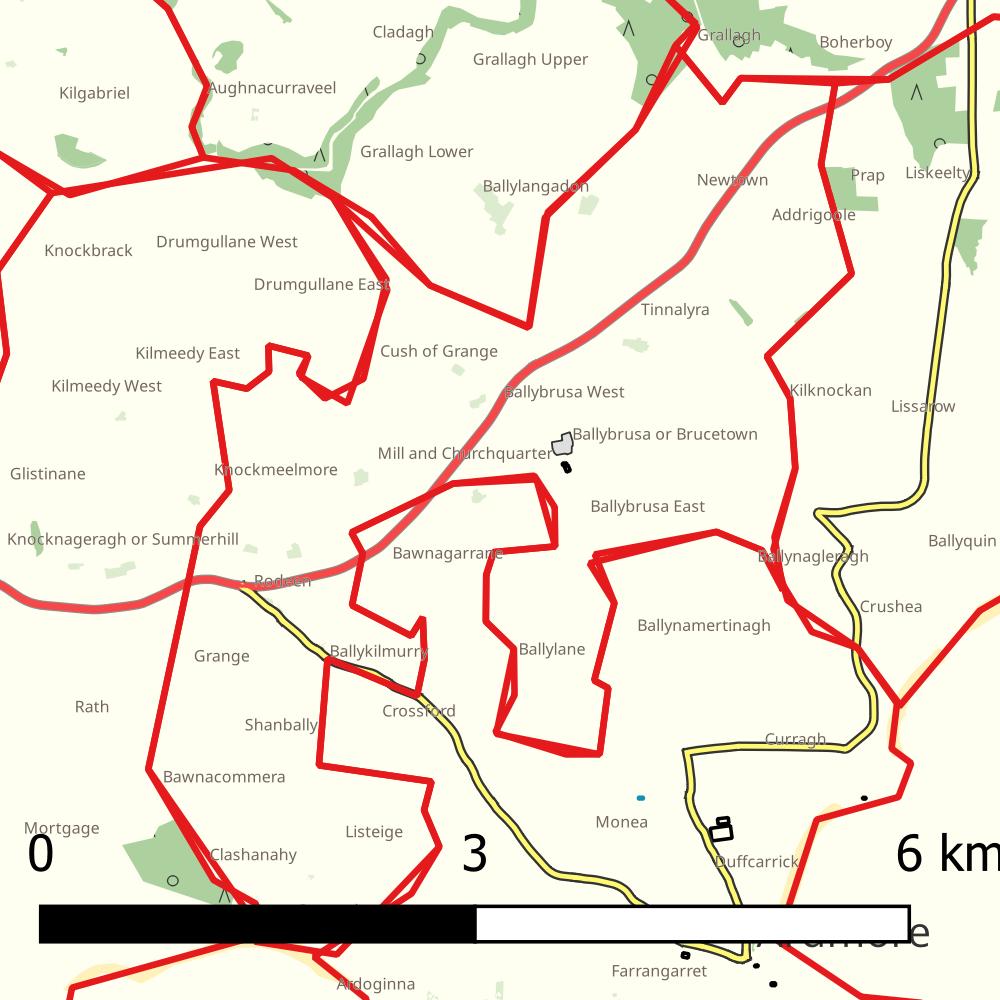 Cladagh
Grallagh
Boherboy
Grallagh Upper
Kilgabriel
Aughnacurraveel
Grallagh Lower
Newtown
Prap
Liskeelty
Ballylangadon
Addrigoole
Drumgullane West
Knockbrack
Drumgullane East
Tinnalyra
Kilmeedy East
Cush of Grange
Kilmeedy West
Ballybrusa West
Kilknockan
Lissarow
Ballybrusa or Brucetown
Mill and Churchquarter
Glistinane
Knockmeelmore
Ballybrusa East
Knocknageragh or Summerhill
Ballyquin
Bawnagarrane
Ballynagleragh
Rodeen
Crushea
Ballynamertinagh
Grange
Ballykilmurry
Ballylane
Rath
Crossford
Shanbally
Curragh
Bawnacommera
Monea
Mortgage
Listeige
Clashanahy
Duffcarrick
0 3 6 km
Ardmore
Farrangarret
Ardoginna